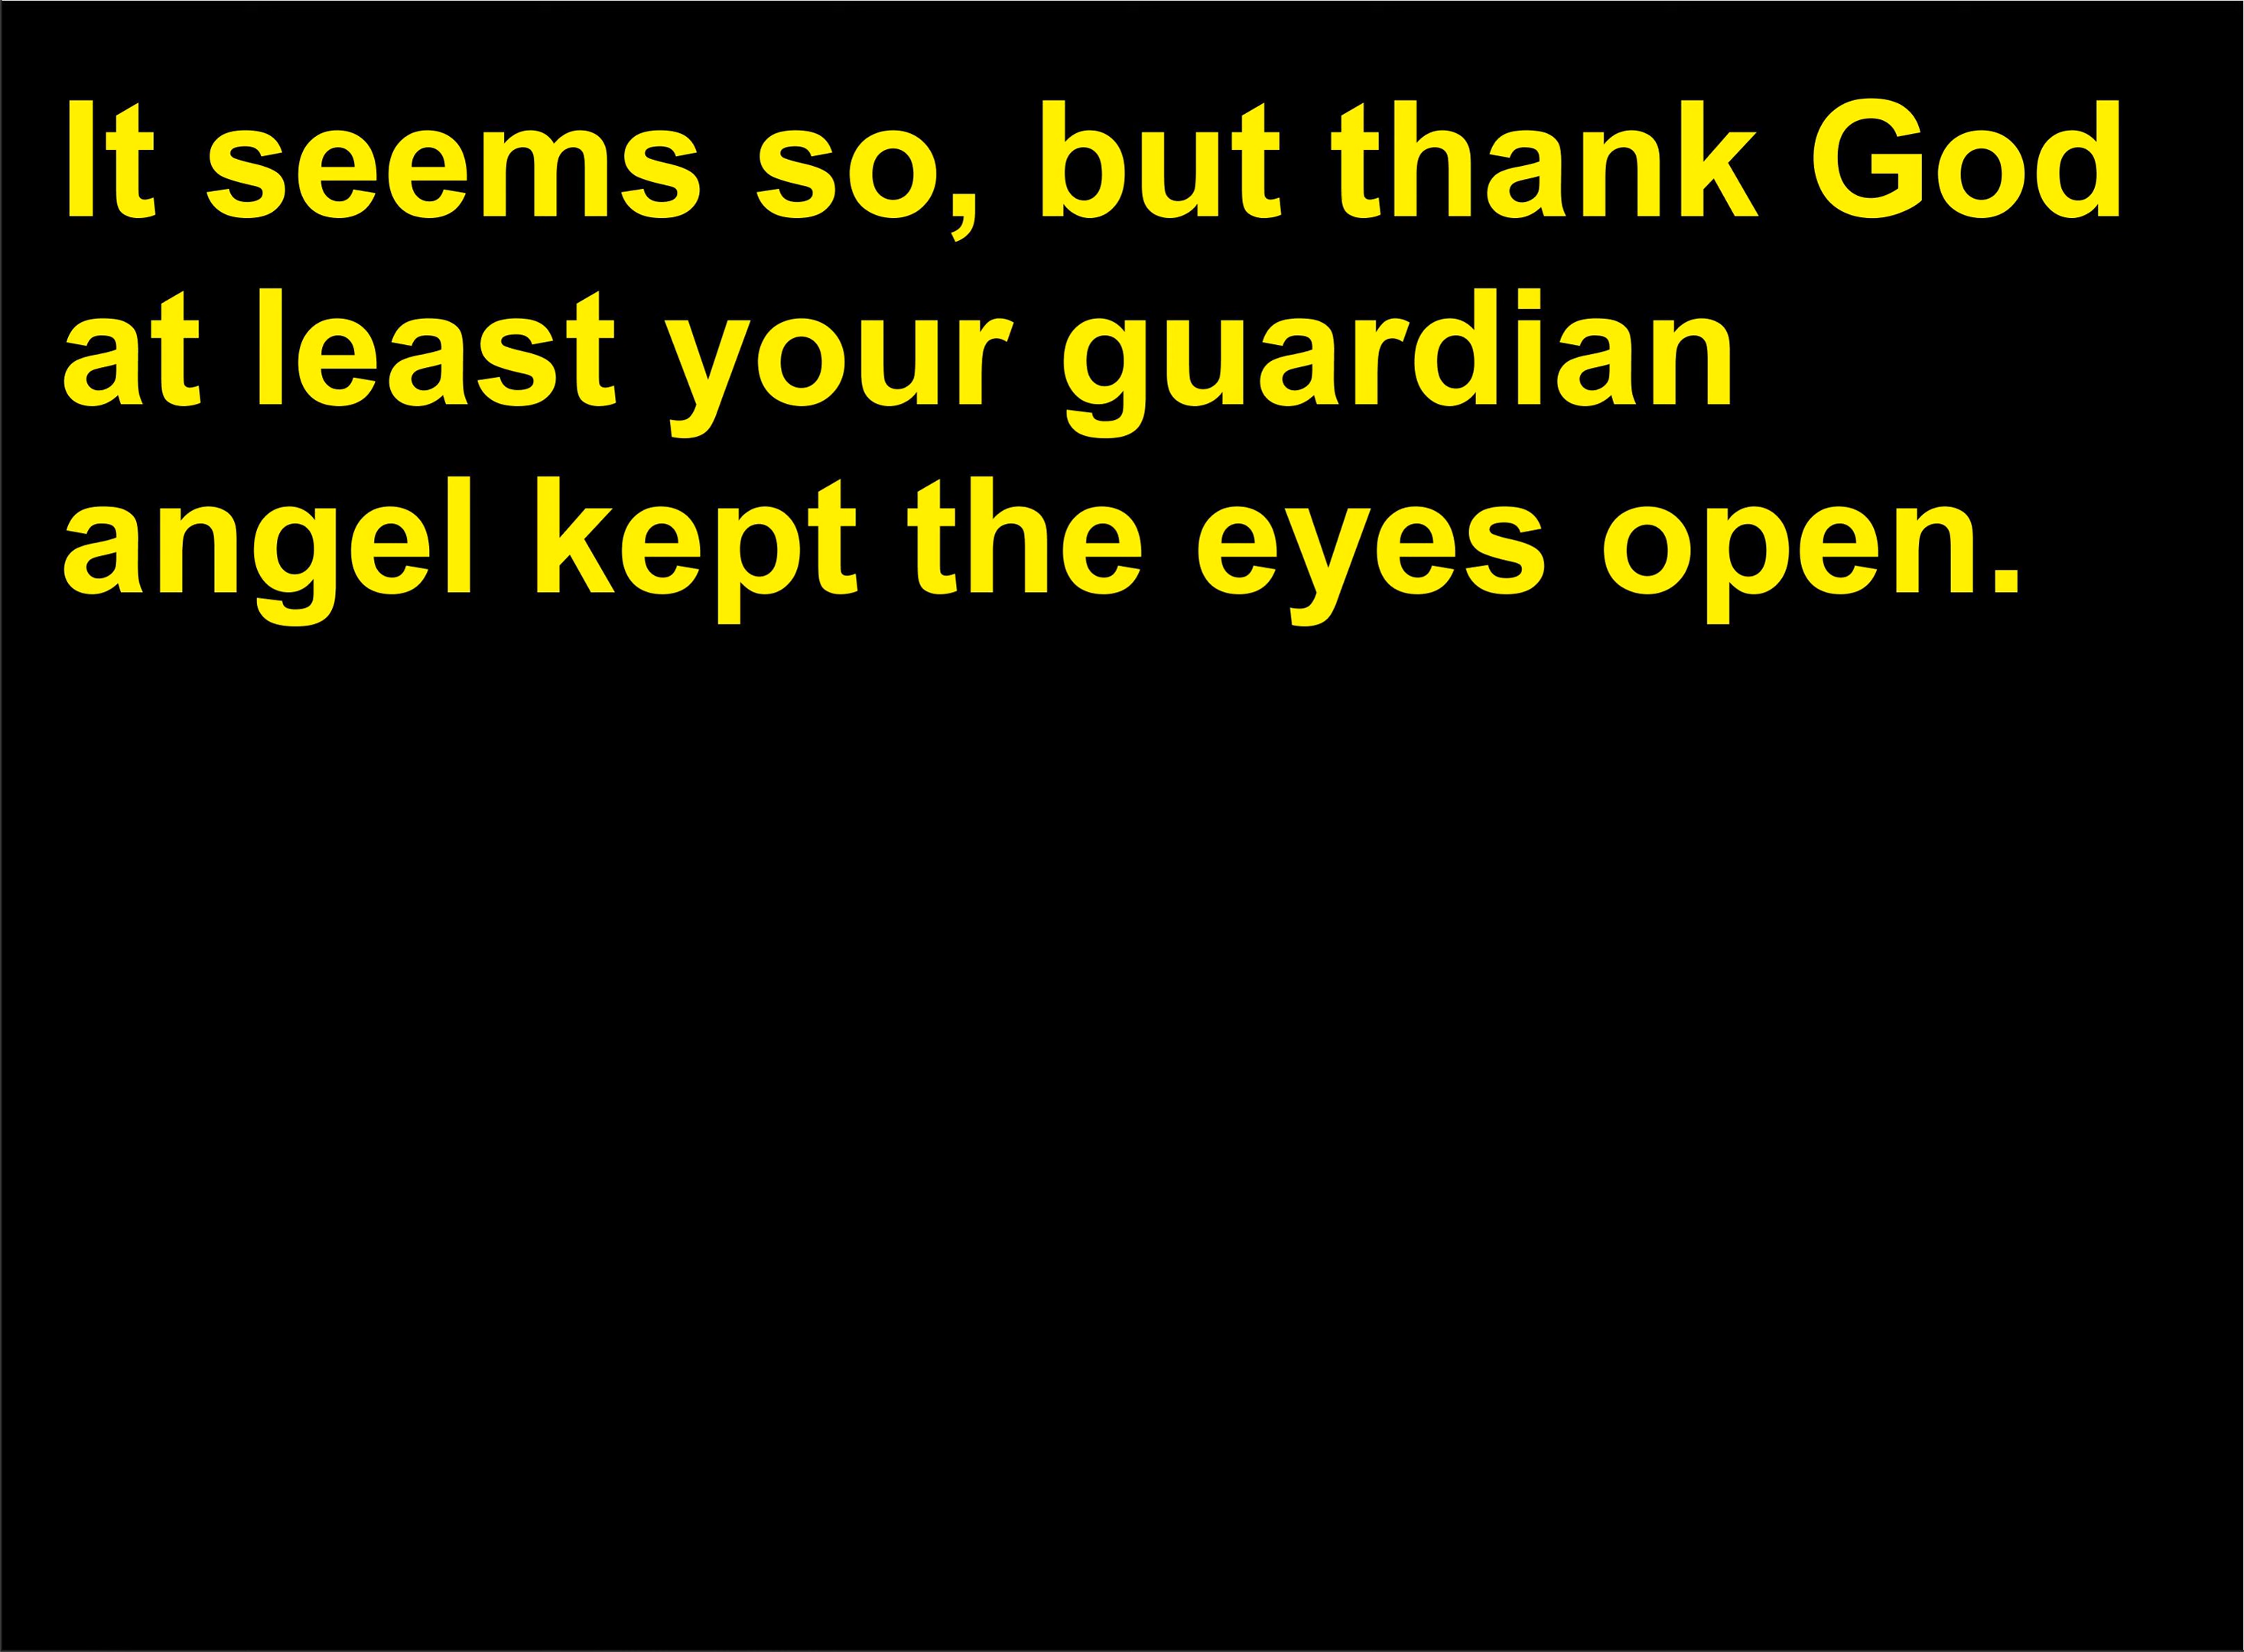 It seems so, but thank God
at least your guardian
angel kept the eyes open.